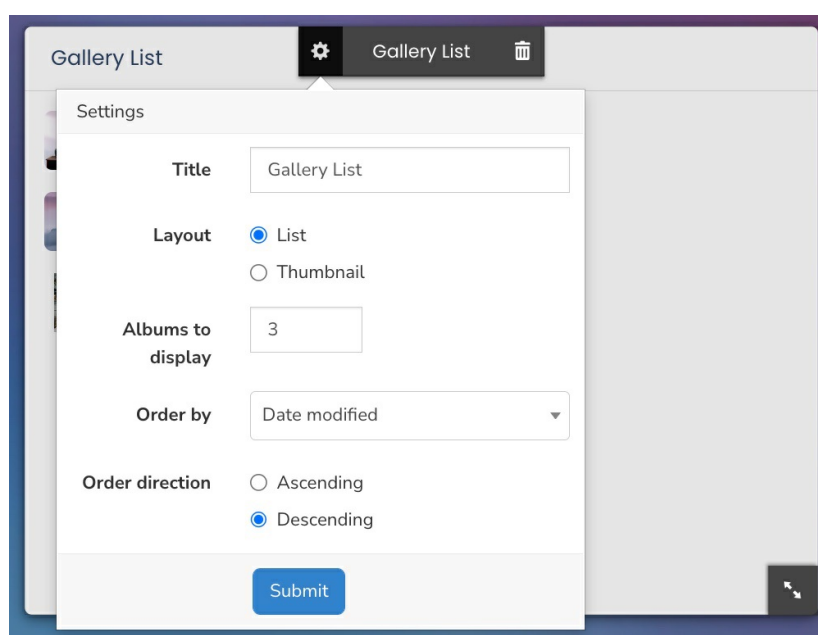 Gallery List
Gallery List
Settings
Title
Gallery List
Layout
List
Thumbnail
Albums to
display
3
Order by
Date modified
Order direction
Ascending
Descending
Submit